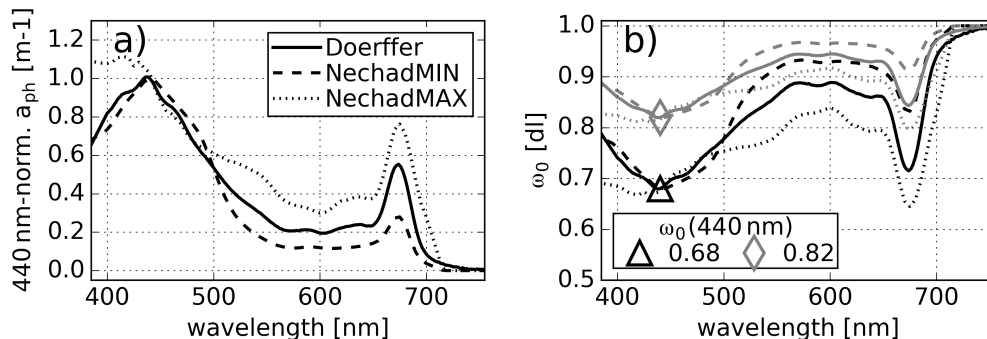 a)
Doerffer
NechadMIN
NechadMAX
440 nm-norm. aph [m-1]
1.2
1.0
0.8
0.6
0.4
0.2
0.0
400 500 600 700
wavelength [nm]
b)
ω0 [dl]
1.0
0.9
0.8
0.7
0.6
0.5
ω0(440 nm)
0.68 0.82
400 500 600 700
wavelength [nm]